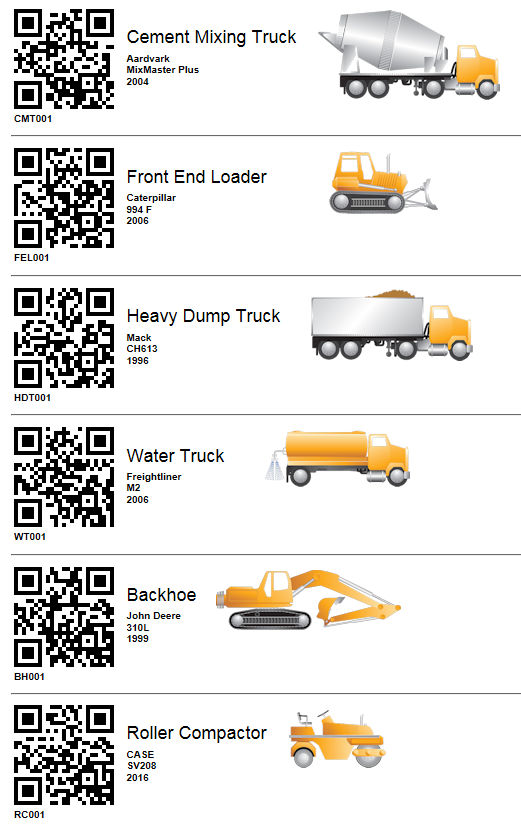 Cement Mixing Truck
Aardvark
MixMaster Plus
2004
CMT001
Front End Loader
Caterpillar
994 F
2006
FEL001
Heavy Dump Truck
Mack
CH613
1996
HDT001
Water Truck
Freightliner
M2
2006
WT001
Backhoe
John Deere
310L
1999
BH001
Roller Compactor
CASE
SV208
2016
RC001